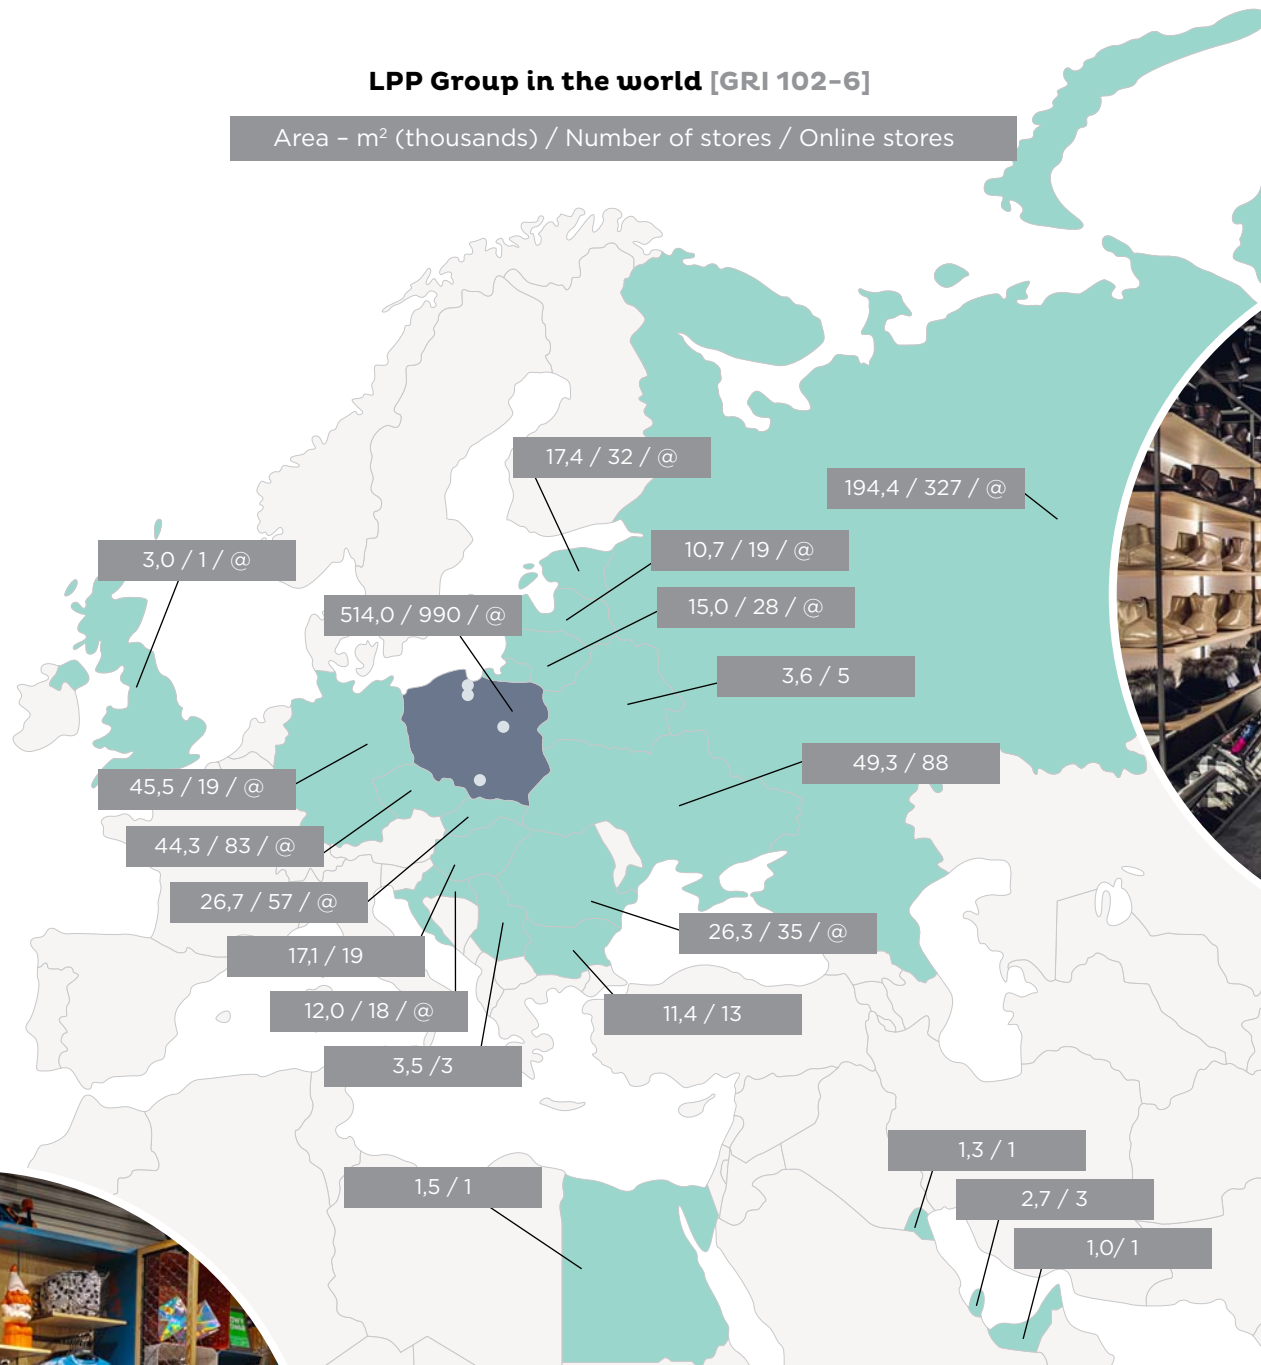 LPP Group in the world [GRI 102-6]
Area – m² (thousands) / Number of stores / Online stores
17,4 / 32 / @
194,4 / 327 / @
10,7 / 19 / @
3,0 / 1 / @
15,0 / 28 / @
514,0 / 990 / @
3,6 / 5
49,3 / 88
45,5 / 19 / @
44,3 / 83 / @
26,7 / 57 / @
26,3 / 35 / @
17,1 / 19
12,0 / 18 / @
11,4 / 13
3,5 /3
1,3 / 1
1,5 / 1
2,7 / 3
1,0/ 1